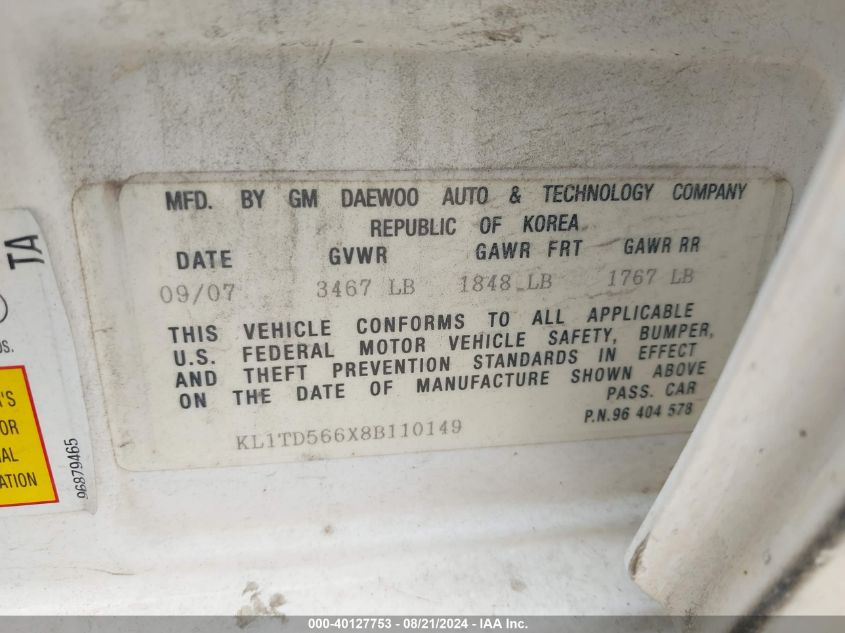 MFD. BY GM DAEWOO AUTO & TECHNOLOGY COMPANY
REPUBLIC OF KOREA
DATE GVWR GAWR FRT GAWR RR
09/07 3467 LB 1848 LB 1767 LB
THIS VEHICLE CONFORMS TO ALL APPLICABLE
U.S. FEDERAL MOTOR VEHICLE SAFETY, BUMPER,
AND THEFT PREVENTION STANDARDS IN EFFECT
ON THE DATE OF MANUFACTURE SHOWN ABOVE
PASS. CAR
P.N.96 404 578
KL1TD566X8B110149
TA
96879465
000-40127753 - 08/21/2024 - IAA Inc.